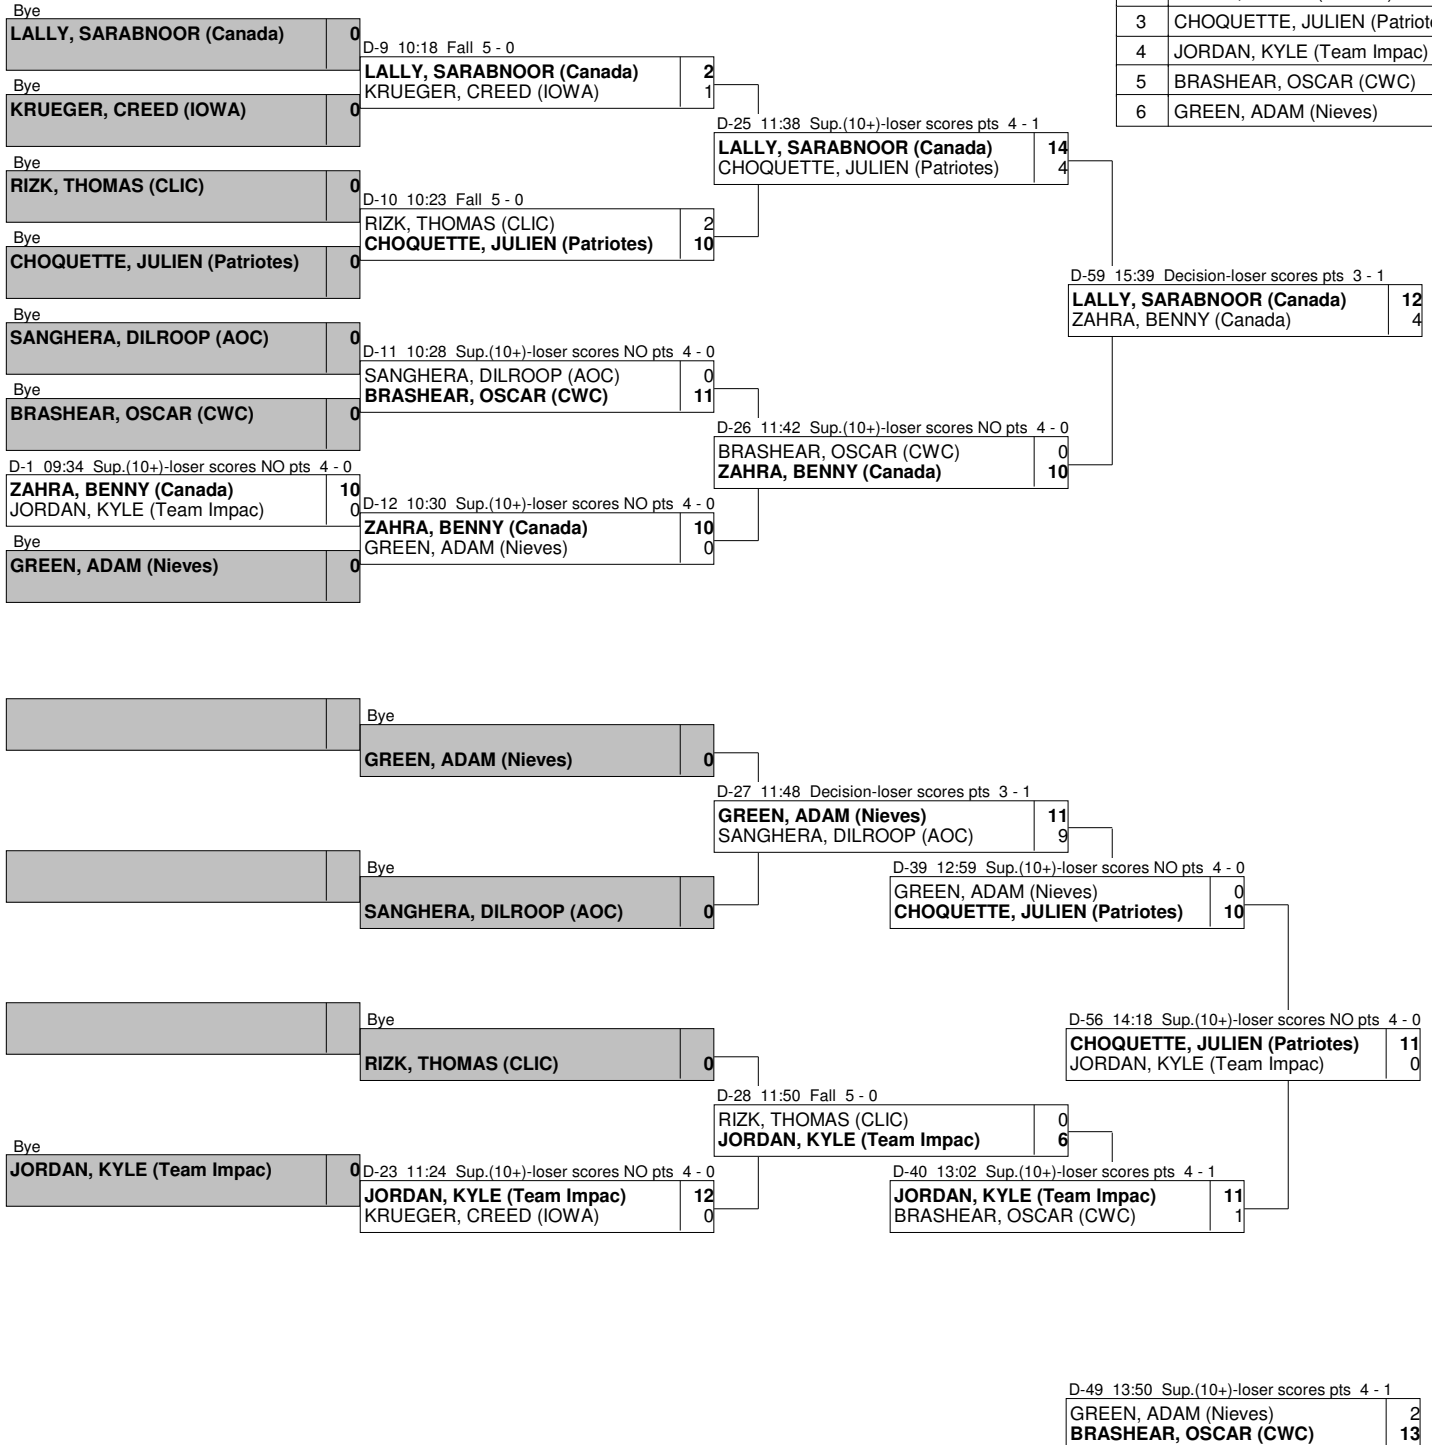 Bye
LALLY, SARABNOOR (Canada) 0
Bye
KRUEGER, CREED (IOWA) 0
Bye
RIZK, THOMAS (CLIC) 0
Bye
CHOQUETTE, JULIEN (Patriotes) 0
Bye
SANGHERA, DILROOP (AOC) 0
Bye
BRASHEAR, OSCAR (CWC) 0
D-1 09:34 Sup.(10+)-loser scores NO pts 4 - 0
ZAHRA, BENNY (Canada) 10
JORDAN, KYLE (Team Impac) 0
Bye
GREEN, ADAM (Nieves) 0
D-9 10:18 Fall 5 - 0
LALLY, SARABNOOR (Canada) 2
KRUEGER, CREED (IOWA) 1
D-10 10:23 Fall 5 - 0
RIZK, THOMAS (CLIC) 2
CHOQUETTE, JULIEN (Patriotes) 10
D-11 10:28 Sup.(10+)-loser scores NO pts 4 - 0
SANGHERA, DILROOP (AOC) 0
BRASHEAR, OSCAR (CWC) 11
D-12 10:30 Sup.(10+)-loser scores NO pts 4 - 0
ZAHRA, BENNY (Canada) 10
GREEN, ADAM (Nieves) 0
D-25 11:38 Sup.(10+)-loser scores pts 4 - 1
LALLY, SARABNOOR (Canada) 14
CHOQUETTE, JULIEN (Patriotes) 4
D-26 11:42 Sup.(10+)-loser scores NO pts 4 - 0
BRASHEAR, OSCAR (CWC) 0
ZAHRA, BENNY (Canada) 10
D-59 15:39 Decision-loser scores pts 3 - 1
LALLY, SARABNOOR (Canada) 12
ZAHRA, BENNY (Canada) 4
3 CHOQUETTE, JULIEN (Patriot
4 JORDAN, KYLE (Team Impac)
5 BRASHEAR, OSCAR (CWC)
6 GREEN, ADAM (Nieves)
Bye
GREEN, ADAM (Nieves) 0
Bye
SANGHERA, DILROOP (AOC) 0
Bye
RIZK, THOMAS (CLIC) 0
Bye
JORDAN, KYLE (Team Impac) 0
D-23 11:24 Sup.(10+)-loser scores NO pts 4 - 0
JORDAN, KYLE (Team Impac) 12
KRUEGER, CREED (IOWA) 0
D-27 11:48 Decision-loser scores pts 3 - 1
GREEN, ADAM (Nieves) 11
SANGHERA, DILROOP (AOC) 9
D-28 11:50 Fall 5 - 0
RIZK, THOMAS (CLIC) 0
JORDAN, KYLE (Team Impac) 6
D-39 12:59 Sup.(10+)-loser scores NO pts 4 - 0
GREEN, ADAM (Nieves) 0
CHOQUETTE, JULIEN (Patriotes) 10
D-40 13:02 Sup.(10+)-loser scores pts 4 - 1
JORDAN, KYLE (Team Impac) 11
BRASHEAR, OSCAR (CWC) 1
D-56 14:18 Sup.(10+)-loser scores NO pts 4 - 0
CHOQUETTE, JULIEN (Patriotes) 11
JORDAN, KYLE (Team Impac) 0
D-49 13:50 Sup.(10+)-loser scores pts 4 - 1
GREEN, ADAM (Nieves) 2
BRASHEAR, OSCAR (CWC) 13